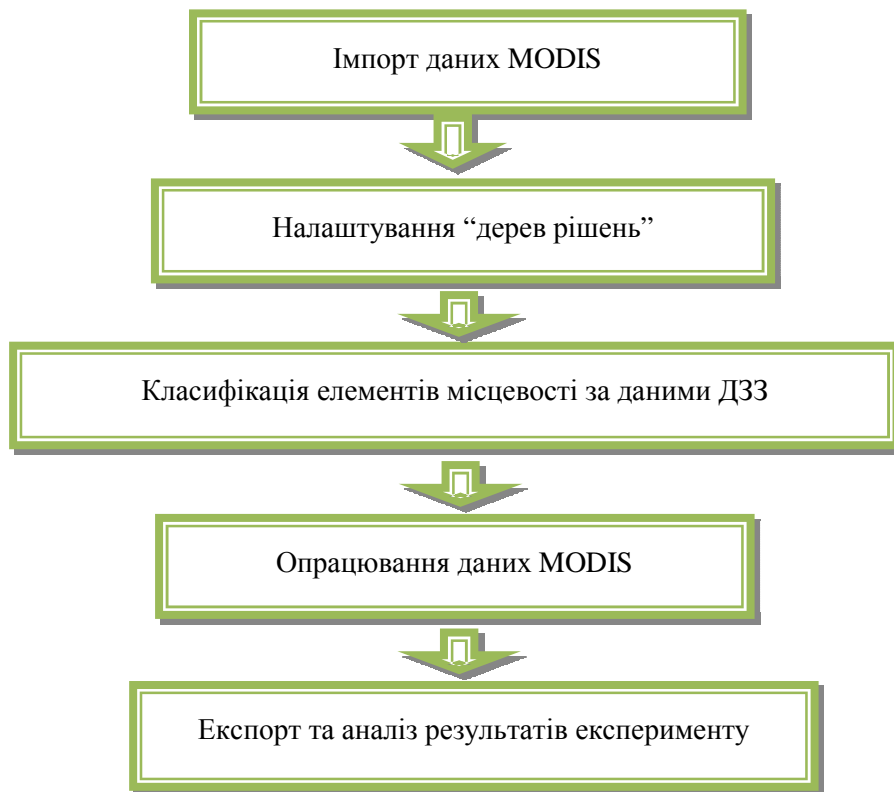 Імпорт даних MODIS
Налаштування “дерев рішень”
Класифікація елементів місцевості за даними ДЗЗ
Опрацювання даних MODIS
Експорт та аналіз результатів експерименту